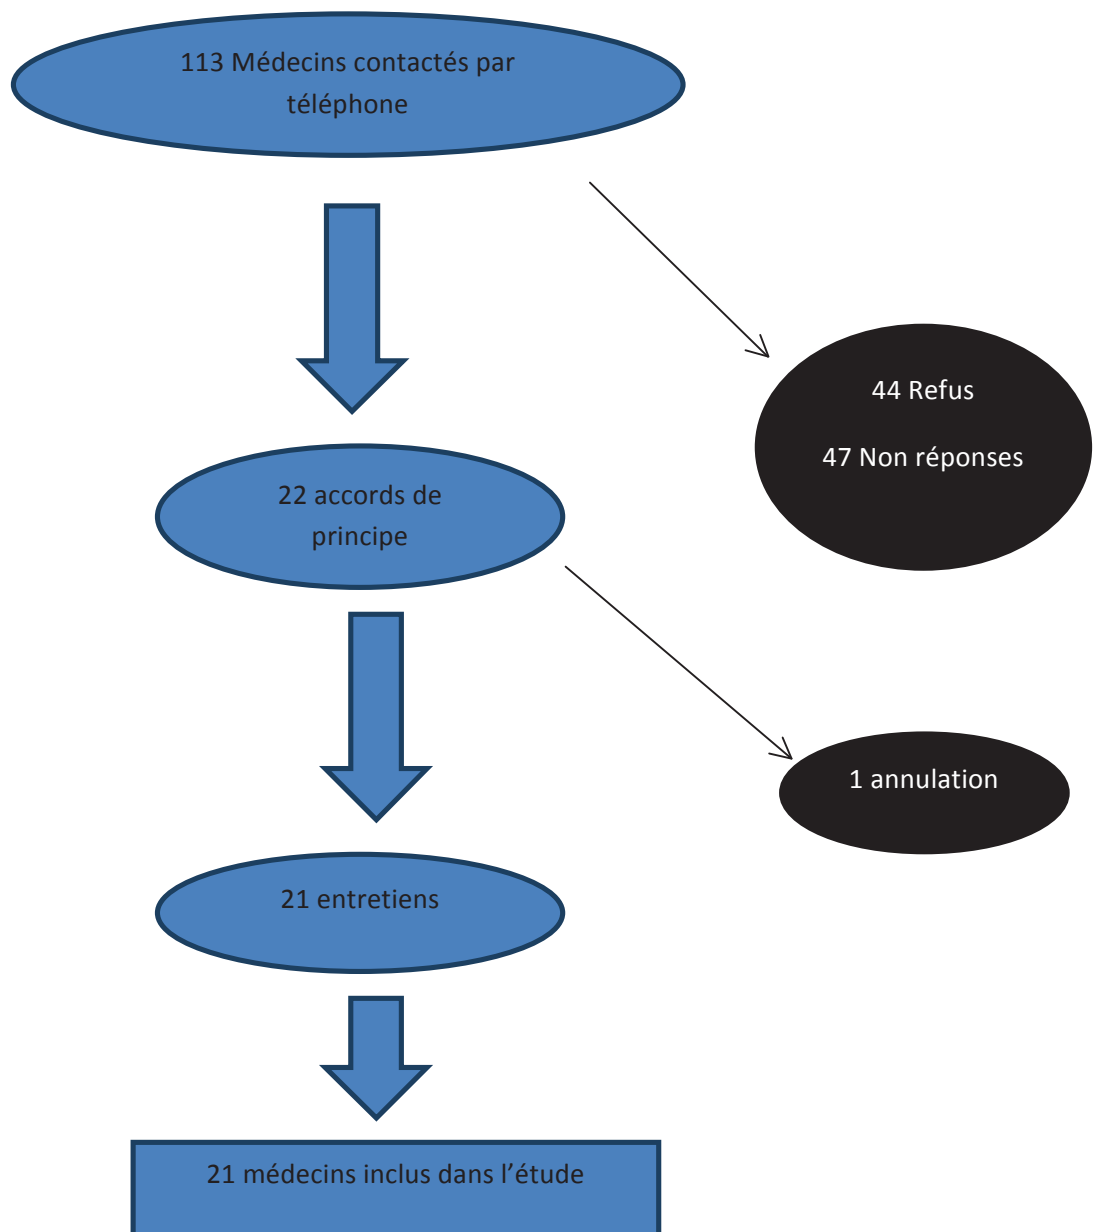 113 Médecins contactés par
téléphone
44 Refus
47 Non réponses
22 accords de
principe
1 annulation
21 entretiens
21 médecins inclus dans l’étude